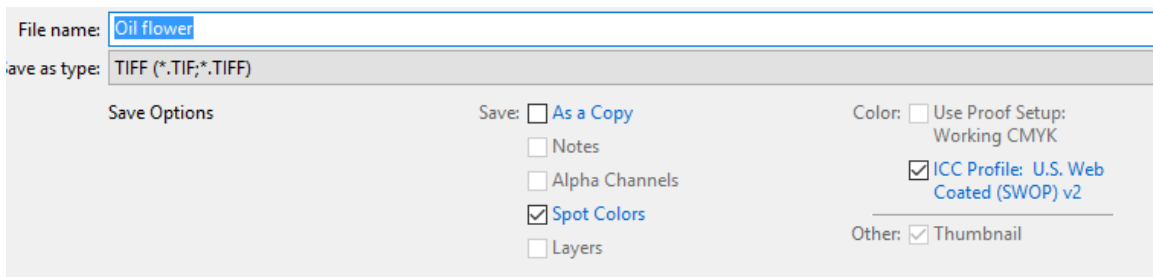 File name: Oil flower
ave as type: TIFF (*.TIF;*.TIFF)
Save Options
Save: As a Copy
Notes
Alpha Channels
Spot Colors
Layers
Color: Use Proof Setup:
Working CMYK
ICC Profile: U.S. Web
Coated (SWOP) v2
Other: Thumbnail